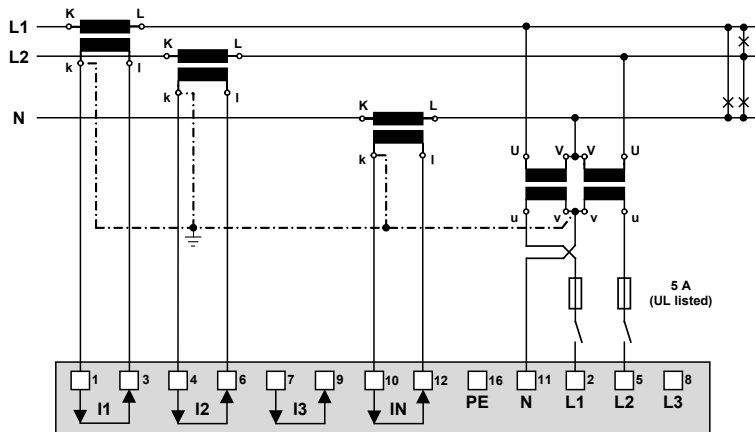 L1 K L
L2 K L
k l
k l
N K L
k l
U V V U
u v v u
5 A
(UL listed)
1 3 4 6 7 9 10 12 16 11 2 5 8
I1 I2 I3 IN PE N L1 L2 L3